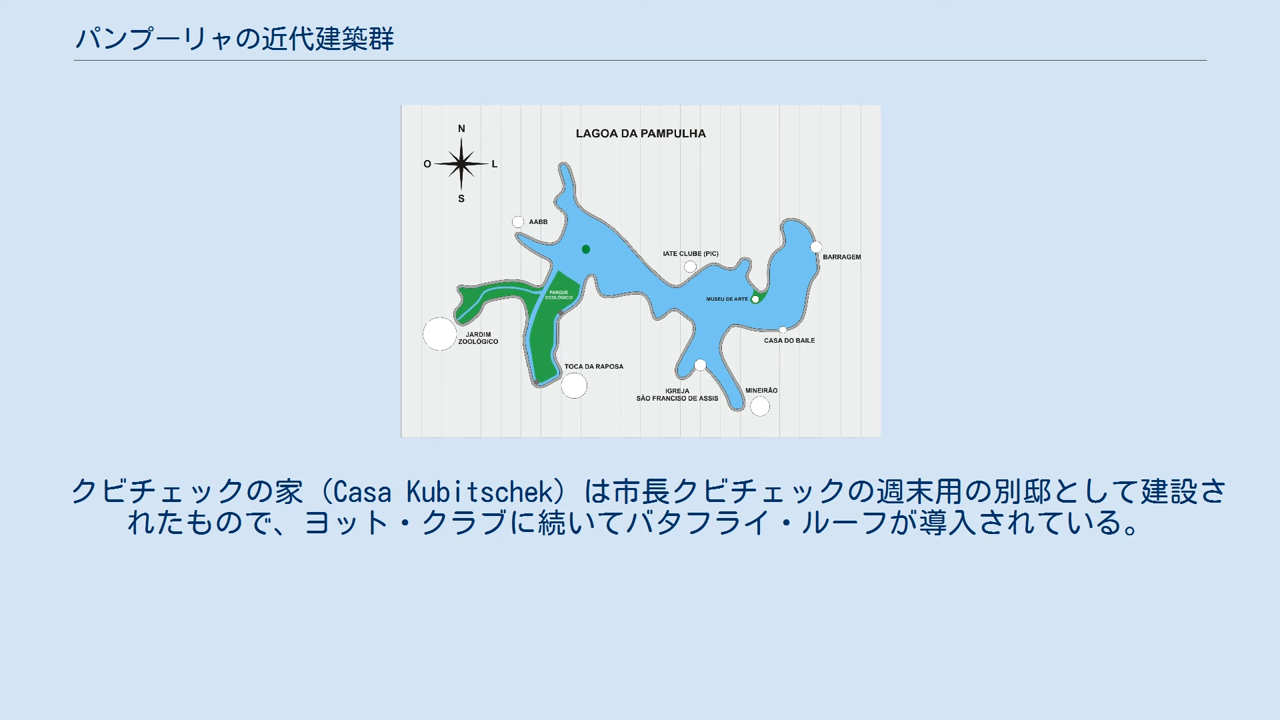 パンプーリャの近代建築群
LAGOA DA PAMPULHA
N
O
L
S
AABB
IATE CLUBE (PIC)
BARRAGEM
PARQUE
ECOLÓGICO
MUSEU DE ARTE
JARDIM
ZOOLÓGICO
CASA DO BAILE
TOCA DA RAPOSA
IGREJA
SÃO FRANCISO DE ASSIS
MINEIRÃO
クビチェックの家（Casa Kubitschek）は市長クビチェックの週末用の別邸として建設さ
れたもので、ヨット・クラブに続いてバタフライ・ルーフが導入されている。